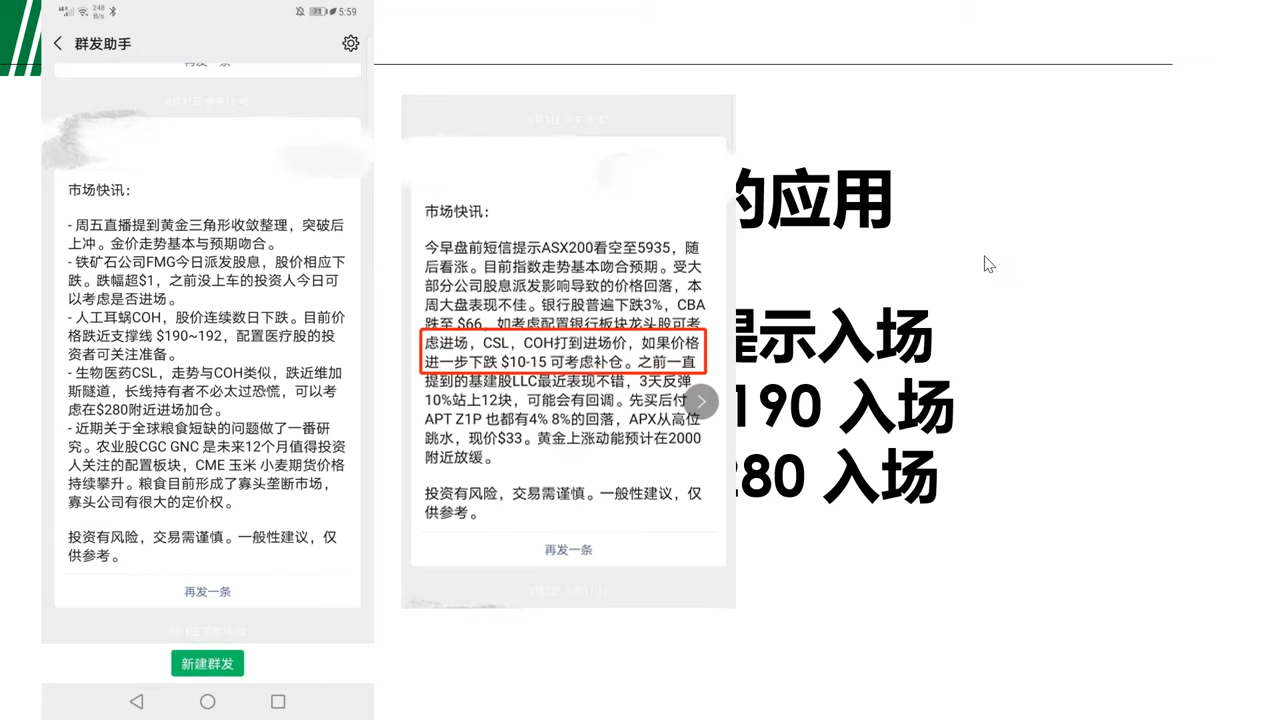 248
B/s
73
5:59
群发助手
市场快讯：
- 周五直播提到黄金三角形收敛整理，突破后
上冲。金价走势基本与预期吻合。
- 铁矿石公司FMG今日派发股息，股价相应下
跌。跌幅超$1，之前没上车的投资人今日可
以考虑是否进场。
- 人工耳蜗COH，股价连续数日下跌。目前价
格跌近支撑线 $190~192，配置医疗股的投
资者可关注准备。
- 生物医药CSL，走势与COH类似，跌近维加
斯隧道，长线持有者不必太过恐慌，可以考
虑在$280附近进场加仓。
- 近期关于全球粮食短缺的问题做了一番研
究。农业股CGC GNC 是未来12个月值得投资
人关注的配置板块，CME 玉米 小麦期货价格
持续攀升。粮食目前形成了寡头垄断市场，
寡头公司有很大的定价权。
投资有风险，交易需谨慎。一般性建议，仅
供参考。
再发一条
新建群发
市场快讯：
今早盘前短信提示ASX200看空至5935，随
后看涨。目前指数走势基本吻合预期。受大
部分公司股息派发影响导致的价格回落，本
周大盘表现不佳。银行股普遍下跌3%，CBA
跌至 $66，如考虑配置银行板块龙头股可考
虑进场，CSL，COH打到进场价，如果价格
进一步下跌 $10-15 可考虑补仓。之前一直
提到的基建股LLC最近表现不错，3天反弹
10%站上12块，可能会有回调。先买后付
APT Z1P 也都有4% 8%的回落，APX从高位
跳水，现价$33。黄金上涨动能预计在2000
附近放缓。
投资有风险，交易需谨慎。一般性建议，仅
供参考。
再发一条
的应用
提示入场
190 入场
280 入场